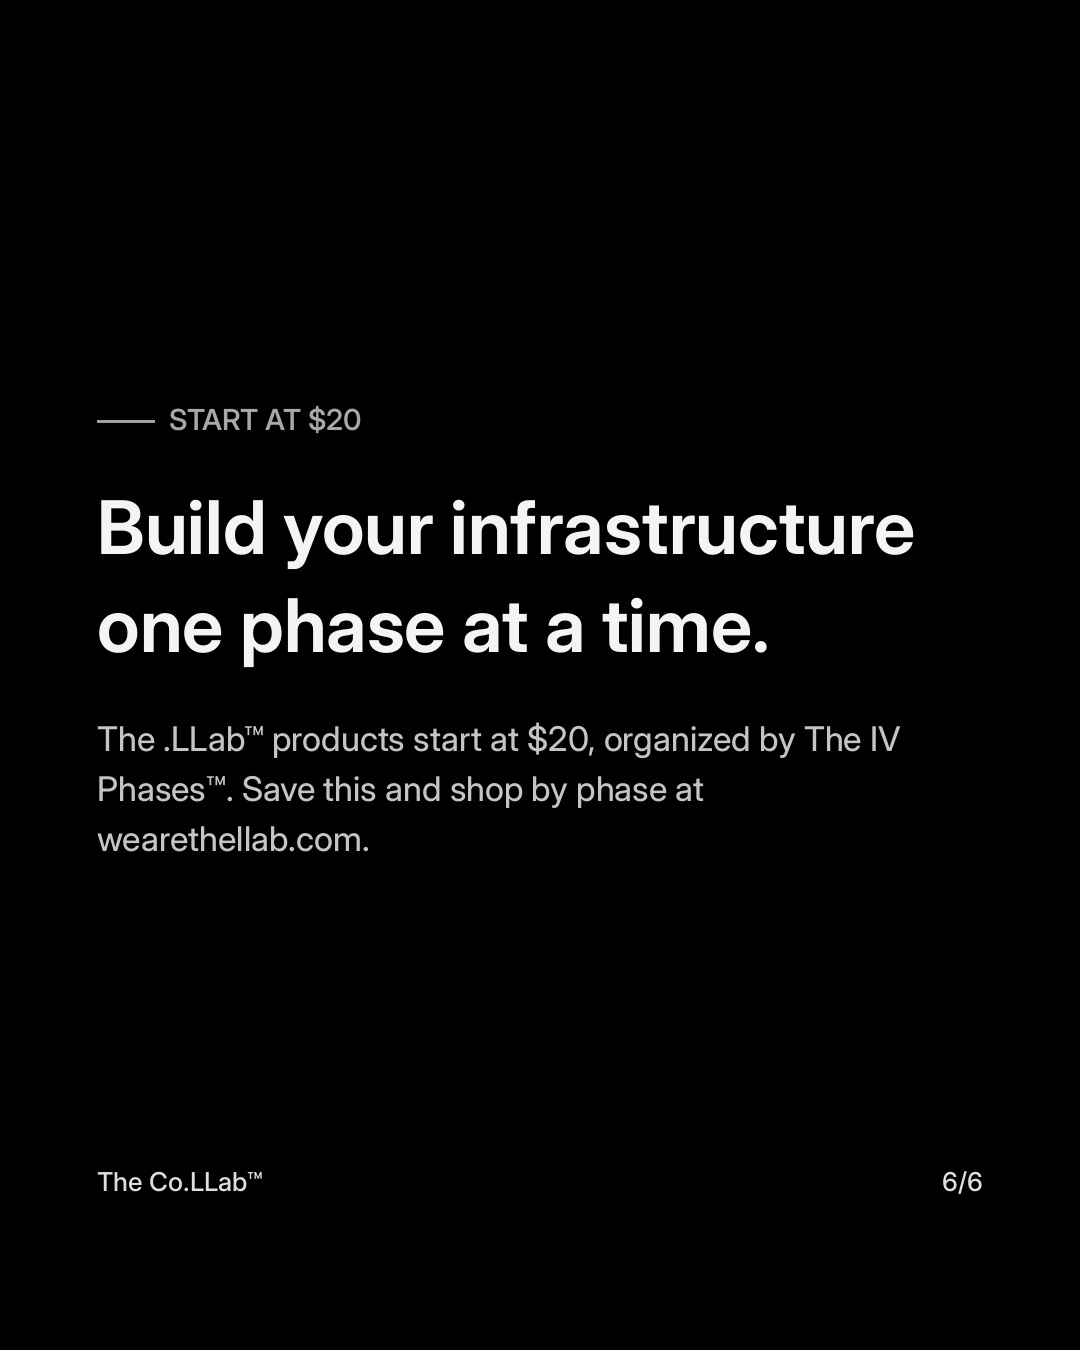 START AT $20
Build your infrastructure
one phase at a time.
The .LLab™ products start at $20, organized by The IV
Phases™. Save this and shop by phase at
wearethellab.com.
The Co.LLab™
6/6